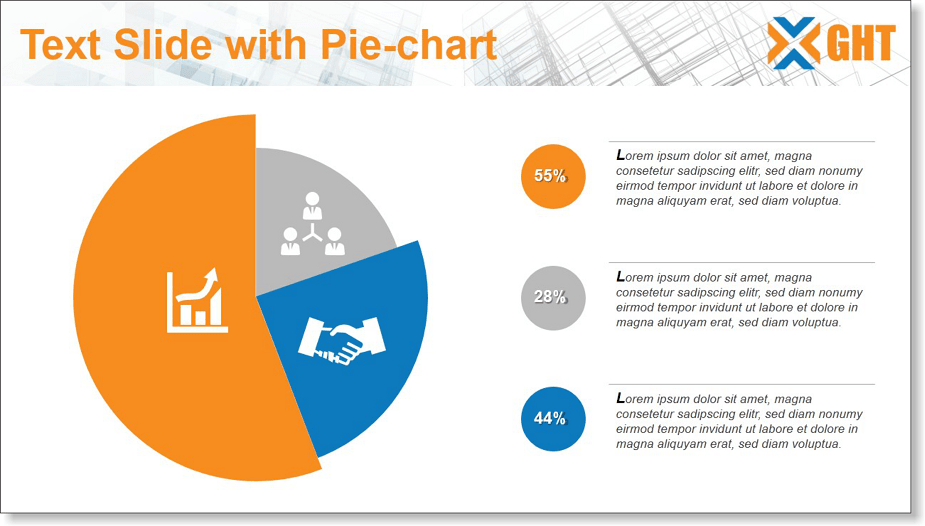 Text Slide with Pie-chart
GHT
55%
Lorem ipsum dolor sit amet, magna
consetetur sadipscing elitr, sed diam nonumy
eirmod tempor invidunt ut labore et dolore in
magna aliquyam erat, sed diam voluptua.
28%
Lorem ipsum dolor sit amet, magna
consetetur sadipscing elitr, sed diam nonumy
eirmod tempor invidunt ut labore et dolore in
magna aliquyam erat, sed diam voluptua.
44%
Lorem ipsum dolor sit amet, magna
consetetur sadipscing elitr, sed diam nonumy
eirmod tempor invidunt ut labore et dolore in
magna aliquyam erat, sed diam voluptua.